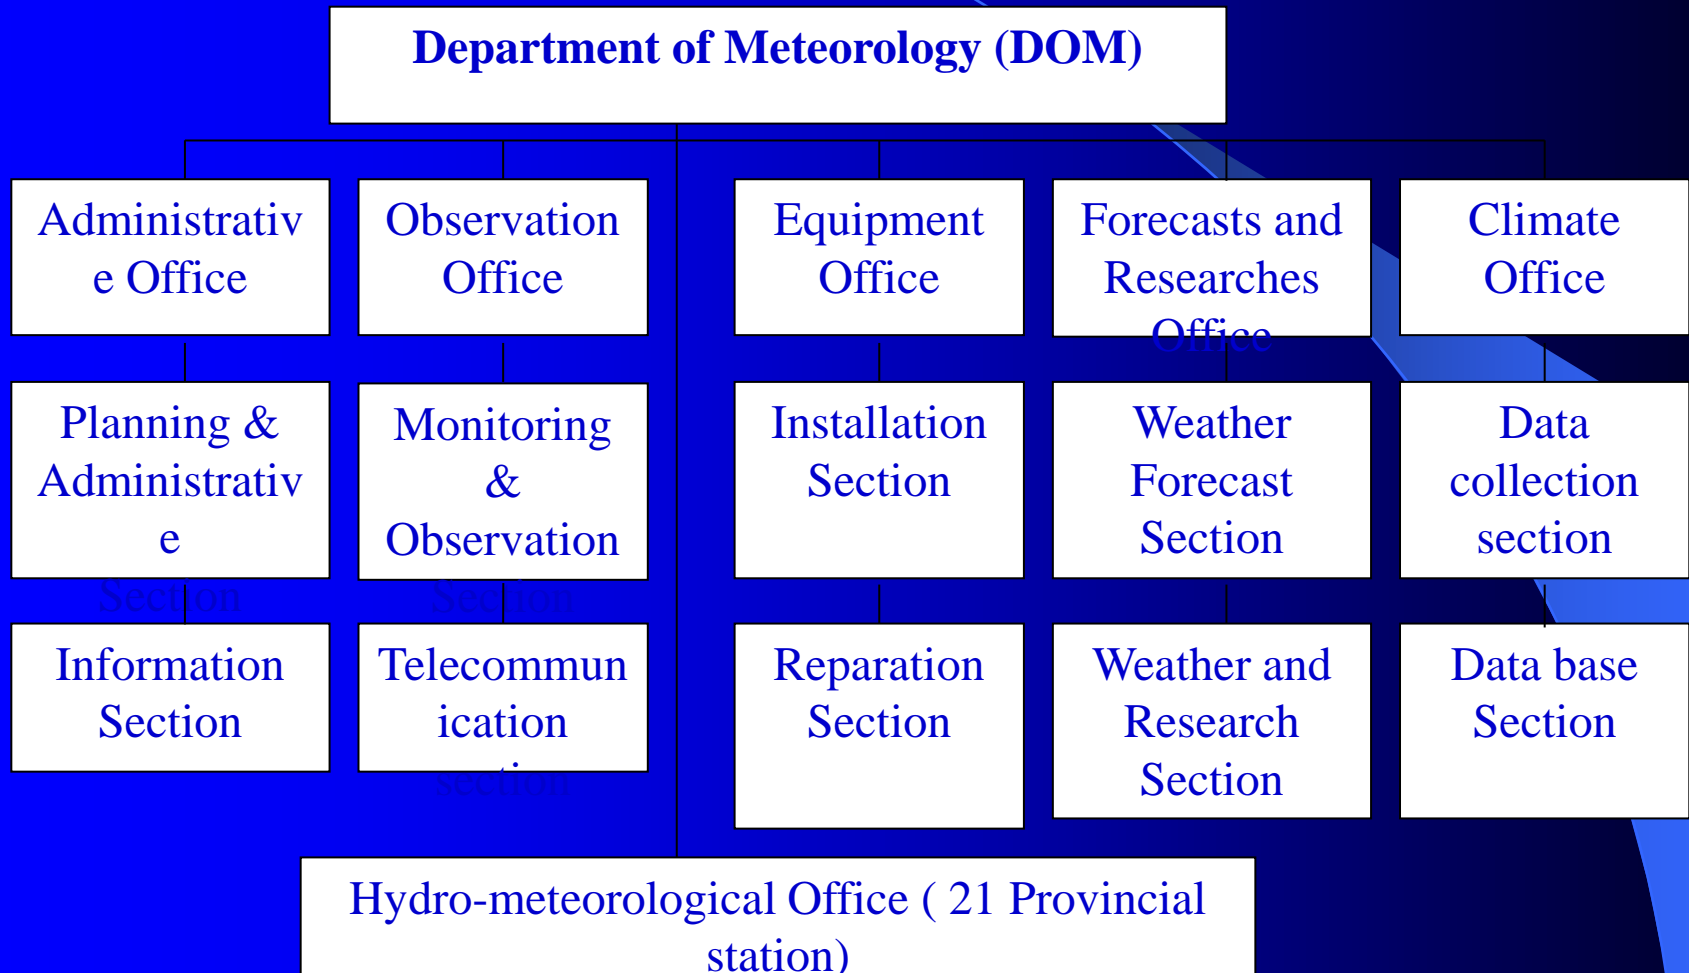 Department of Meteorology (DOM)
Administrativ
e Office
Observation
Office
Equipment
Office
Forecasts and
Researches
Office
Climate
Office
Planning &
Administrativ
e
Section
Monitoring
&
Observation
Section
Installation
Section
Weather
Forecast
Section
Data
collection
section
Information
Section
Telecommun
ication
section
Reparation
Section
Weather and
Research
Section
Data base
Section
Hydro-meteorological Office ( 21 Provincial
station)